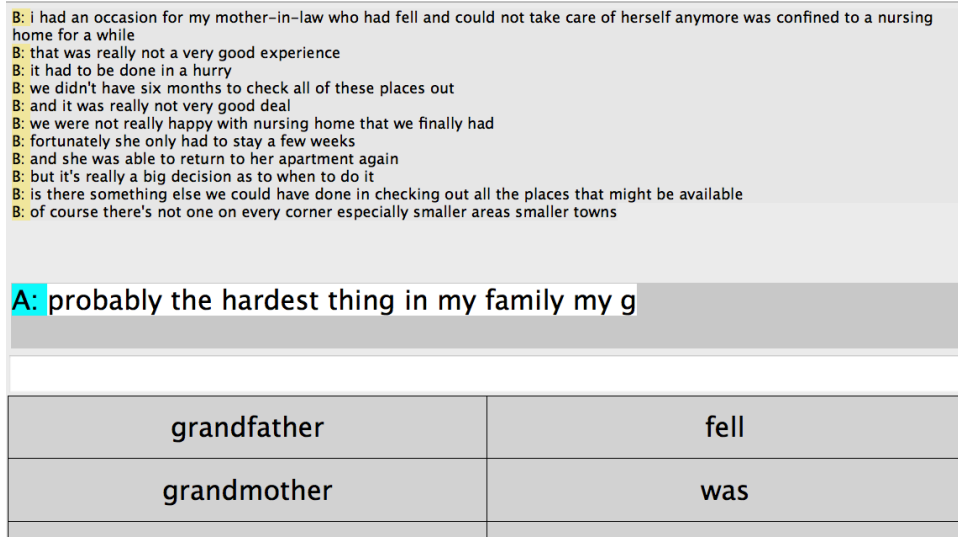 B: i had an occasion for my mother-in-law who had fell and could not take care of herself anymore was confined to a nursing
home for a while
B: that was really not a very good experience
B: it had to be done in a hurry
B: we didn't have six months to check all of these places out
B: and it was really not very good deal
B: we were not really happy with nursing home that we finally had
B: fortunately she only had to stay a few weeks
B: and she was able to return to her apartment again
B: but it's really a big decision as to when to do it
B: is there something else we could have done in checking out all the places that might be available
B: of course there's not one on every corner especially smaller areas smaller towns
A: probably the hardest thing in my family my g
grandfather fell
grandmother was